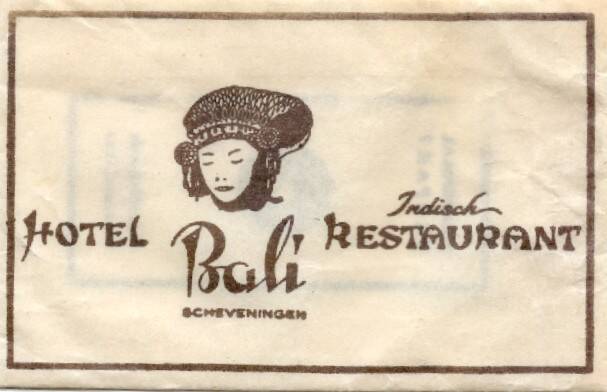 Indisch
HOTEL Bali RESTAURANT
SCHEVENINGEN